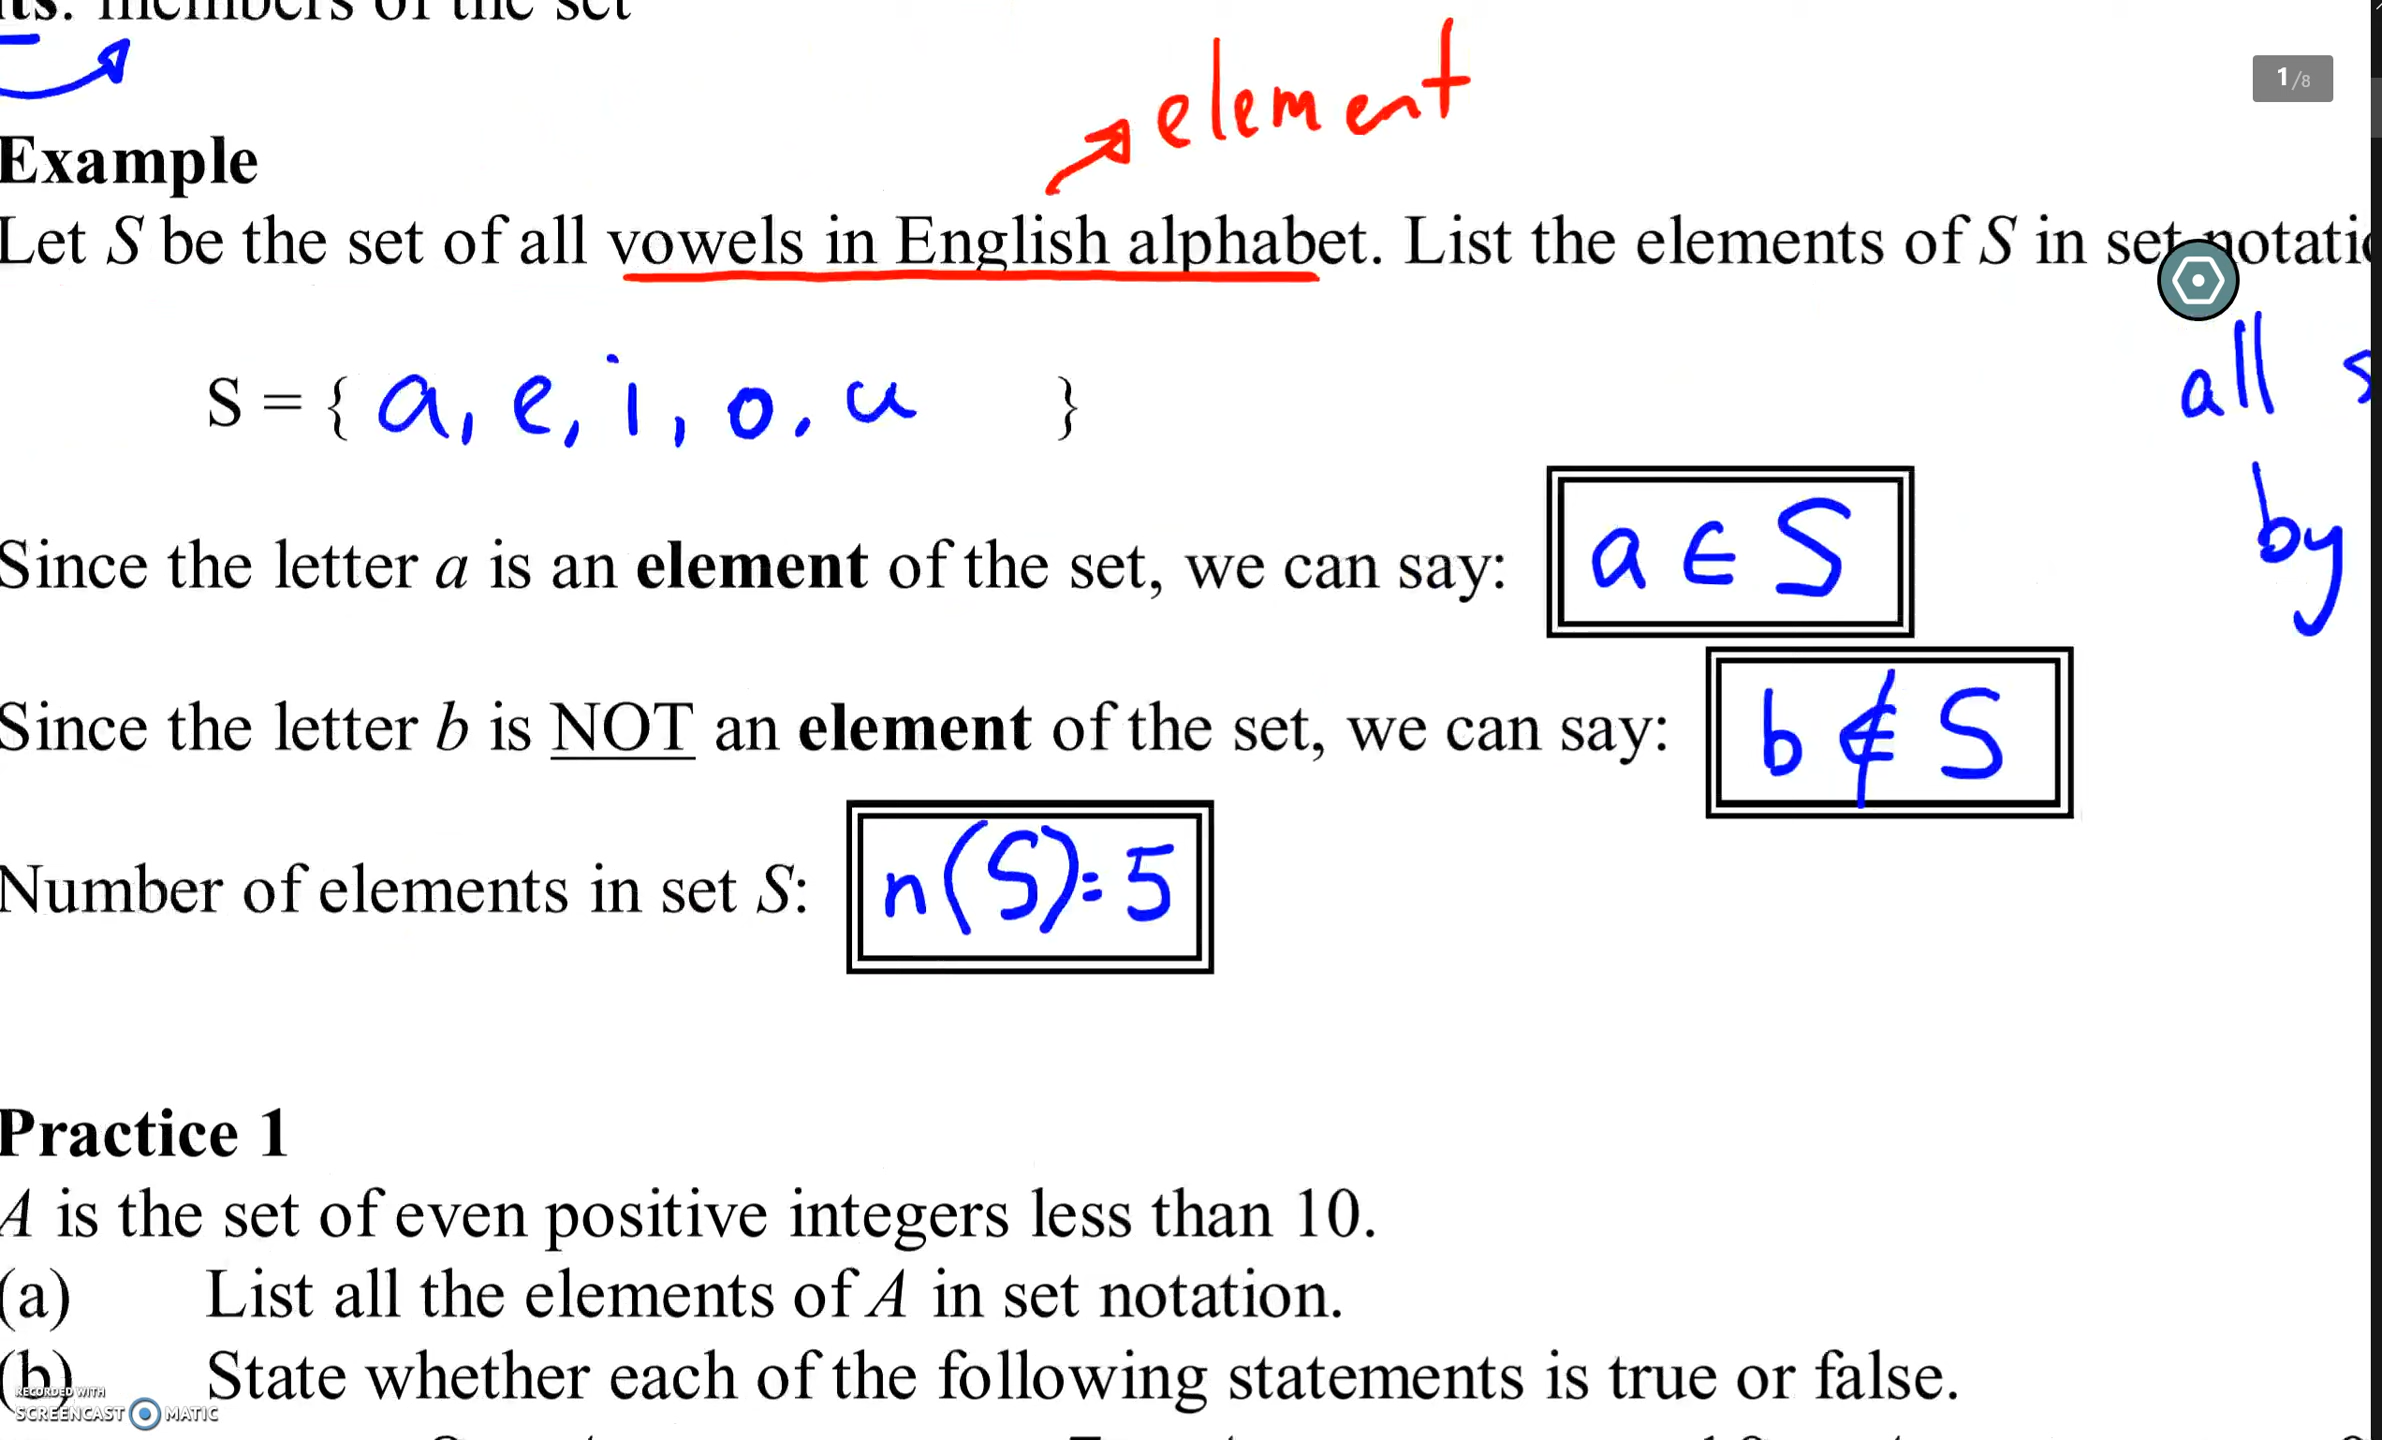 members of the set
element
1/8
Example
Let S be the set of all vowels in English alphabet. List the elements of S in set
S = { a, e, i, o, u }
all
by
Since the letter a is an element of the set, we can say: a ∈ S
Since the letter b is NOT an element of the set, we can say: b ∉ S
Number of elements in set S: n(S)=5
Practice 1
A is the set of even positive integers less than 10.
(a) List all the elements of A in set notation.
(b) State whether each of the following statements is true or false.
RECORDED WITH
SCREENCAST MATIC